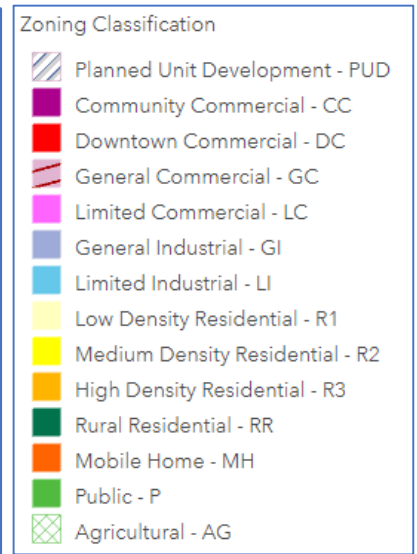 Zoning Classification
Planned Unit Development - PUD
Community Commercial - CC
Downtown Commercial - DC
General Commercial - GC
Limited Commercial - LC
General Industrial - GI
Limited Industrial - LI
Low Density Residential - R1
Medium Density Residential - R2
High Density Residential - R3
Rural Residential - RR
Mobile Home - MH
Public - P
Agricultural - AG